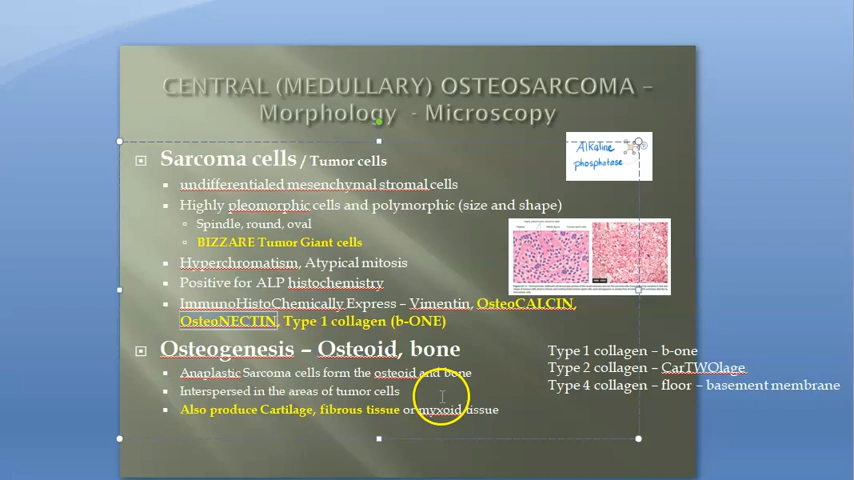 CENTRAL (MEDULLARY) OSTEOSARCOMA –
Morphology - Microscopy
Alkaline
phosphatase
Sarcoma cells / Tumor cells
undifferentialed mesenchymal stromal cells
Highly pleomorphic cells and polymorphic (size and shape)
Spindle, round, oval
BIZZARE Tumor Giant cells
Hyperchromatism, Atypical mitosis
Positive for ALP histochemistry
ImmunoHistoChemically Express – Vimentin, OsteoCALCIN,
OsteoNECTIN, Type 1 collagen (b-ONE)
Osteogenesis – Osteoid, bone
Anaplastic Sarcoma cells form the osteoid and bone
Interspersed in the areas of tumor cells
Also produce Cartilage, fibrous tissue or myxoid tissue
Type 1 collagen – b-one
Type 2 collagen – CarTWOlage
Type 4 collagen – floor – basement membrane